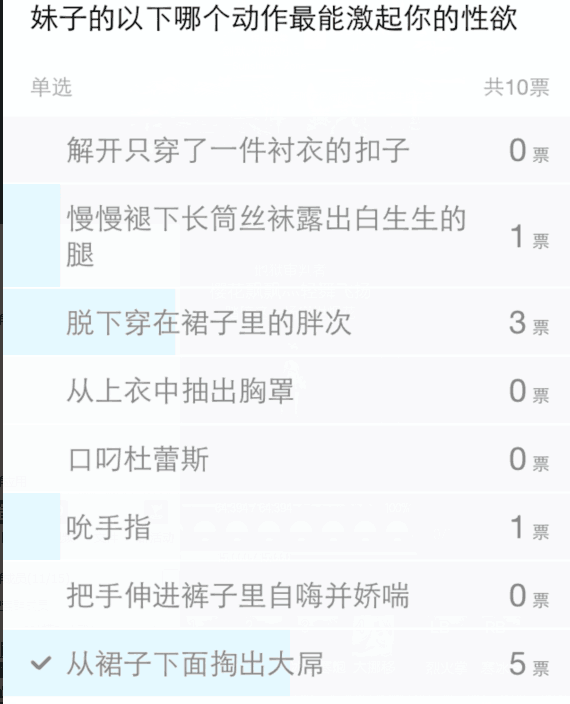 妹子的以下哪个动作最能激起你的性欲
单选 共10票
解开只穿了一件衬衣的扣子 0 票
慢慢褪下长筒丝袜露出白生生的
腿 1 票
脱下穿在裙子里的胖次 3 票
从上衣中抽出胸罩 0 票
口叼杜蕾斯 0 票
吮手指 1 票
把手伸进裤子里自嗨并娇喘 0 票
从裙子下面掏出大屌 5 票